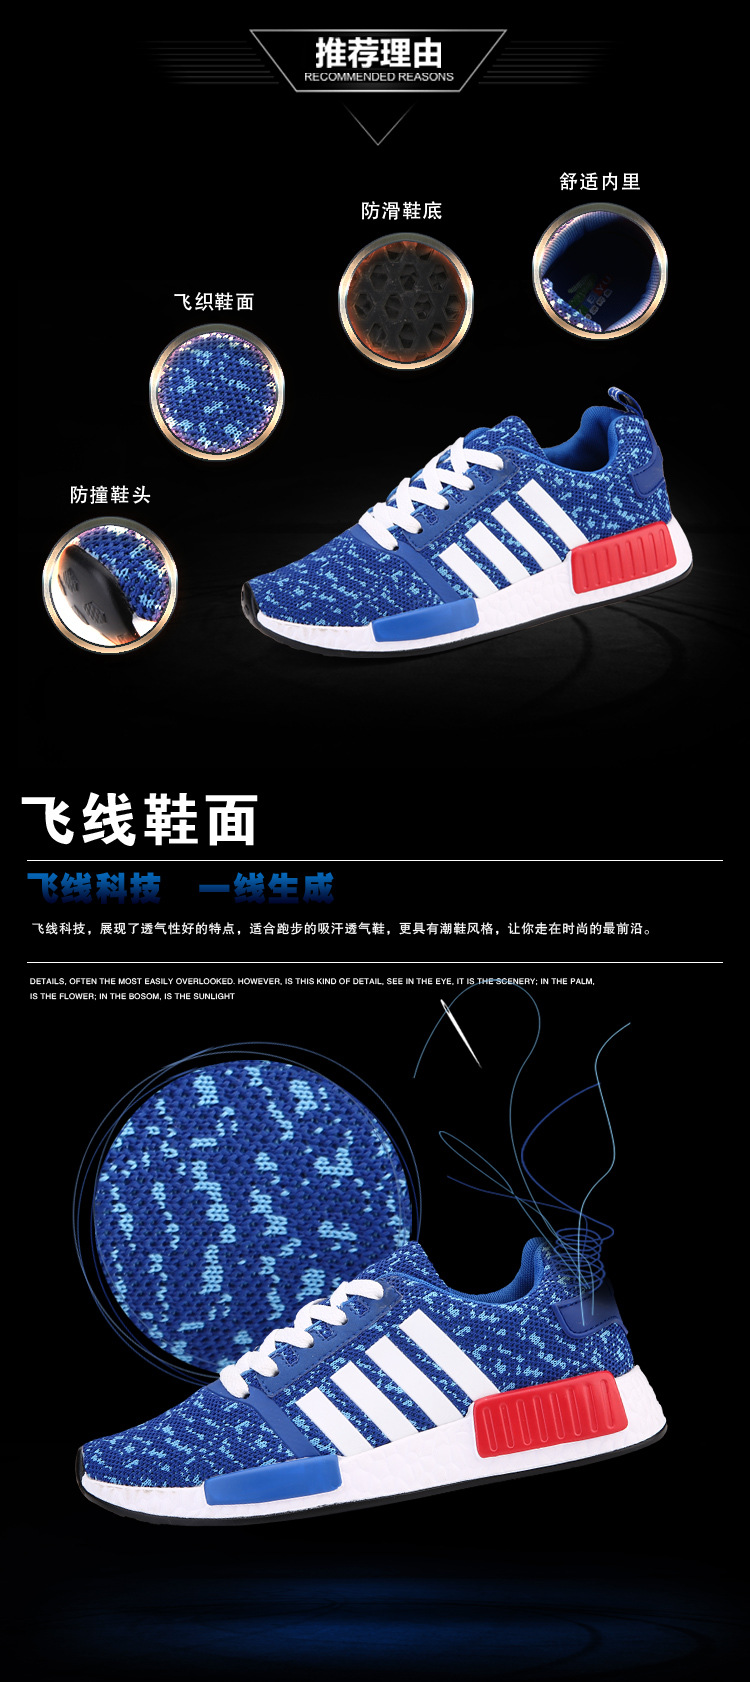 推荐理由
RECOMMENDED REASONS
舒适内里
防滑鞋底
飞织鞋面
防撞鞋头
飞线鞋面
飞线科技 一线生成
飞线科技，展现了透气性好的特点，适合跑步的吸汗透气鞋，更具有潮鞋风格，让你走在时尚的最前沿。
DETAILS, OFTEN THE MOST EASILY OVERLOOKED. HOWEVER, IS THIS KIND OF DETAIL, SEE IN THE EYE, IT IS THE SCENERY; IN THE PALM,
IS THE FLOWER; IN THE BOSOM, IS THE SUNLIGHT